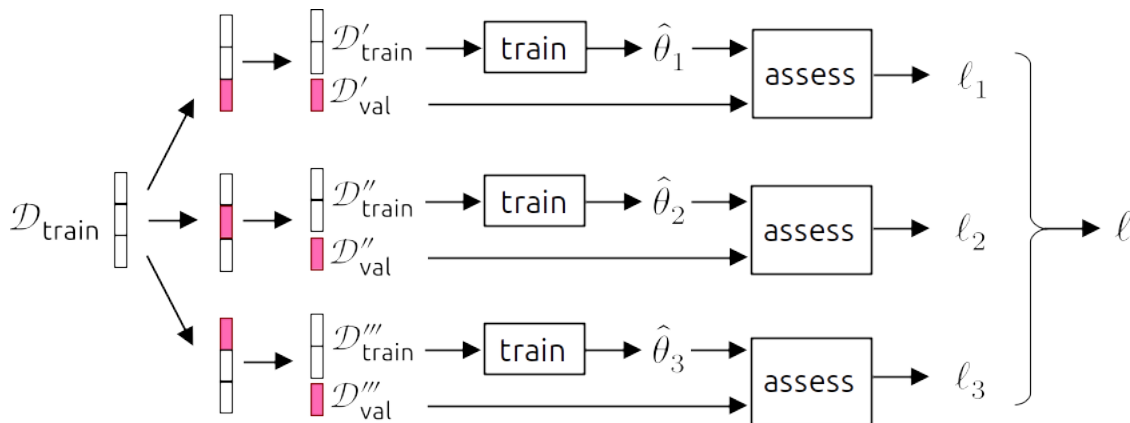 𝒟′train train θ̂1 assess ℓ1
𝒟′val
𝒟train
𝒟″train train θ̂2 assess ℓ2 ℓ
𝒟″val
𝒟‴train train θ̂3 assess ℓ3
𝒟‴val